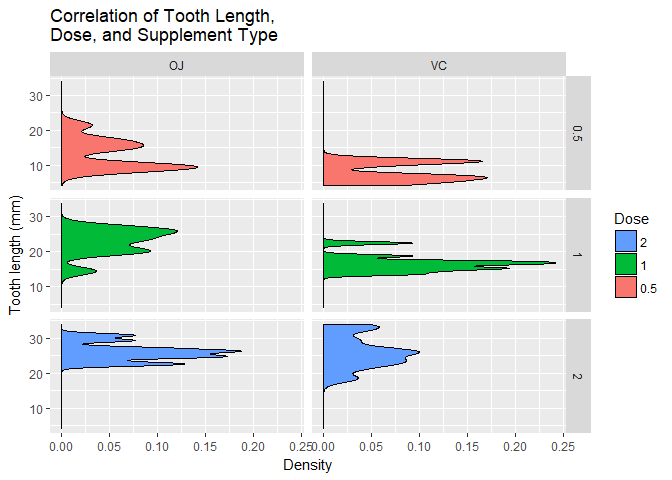 Correlation of Tooth Length,
Dose, and Supplement Type
OJ
VC
30
20
10
0.5
30
20
10
1
30
20
10
2
Tooth length (mm)
0.00 0.05 0.10 0.15 0.20 0.25
0.00 0.05 0.10 0.15 0.20 0.25
Density
Dose
2
1
0.5